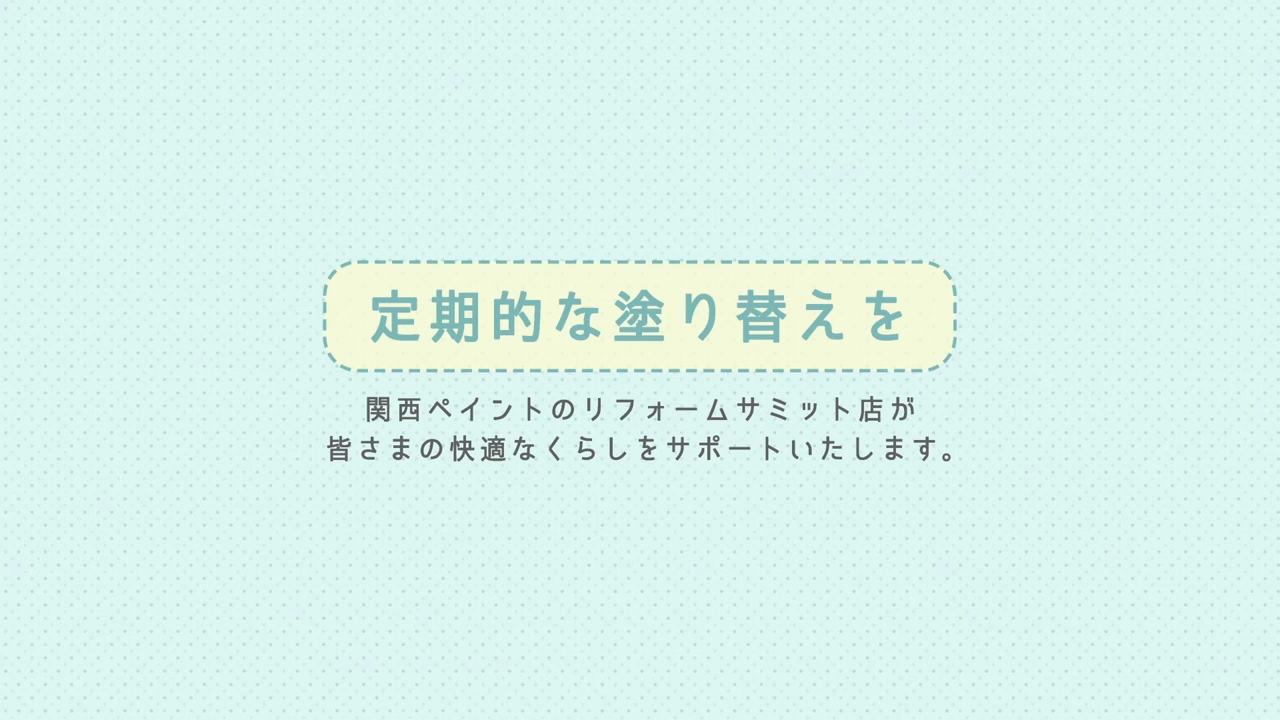 定期的な塗り替えを
関西ペイントのリフォームサミット店が
皆さまの快適なくらしをサポートいたします。